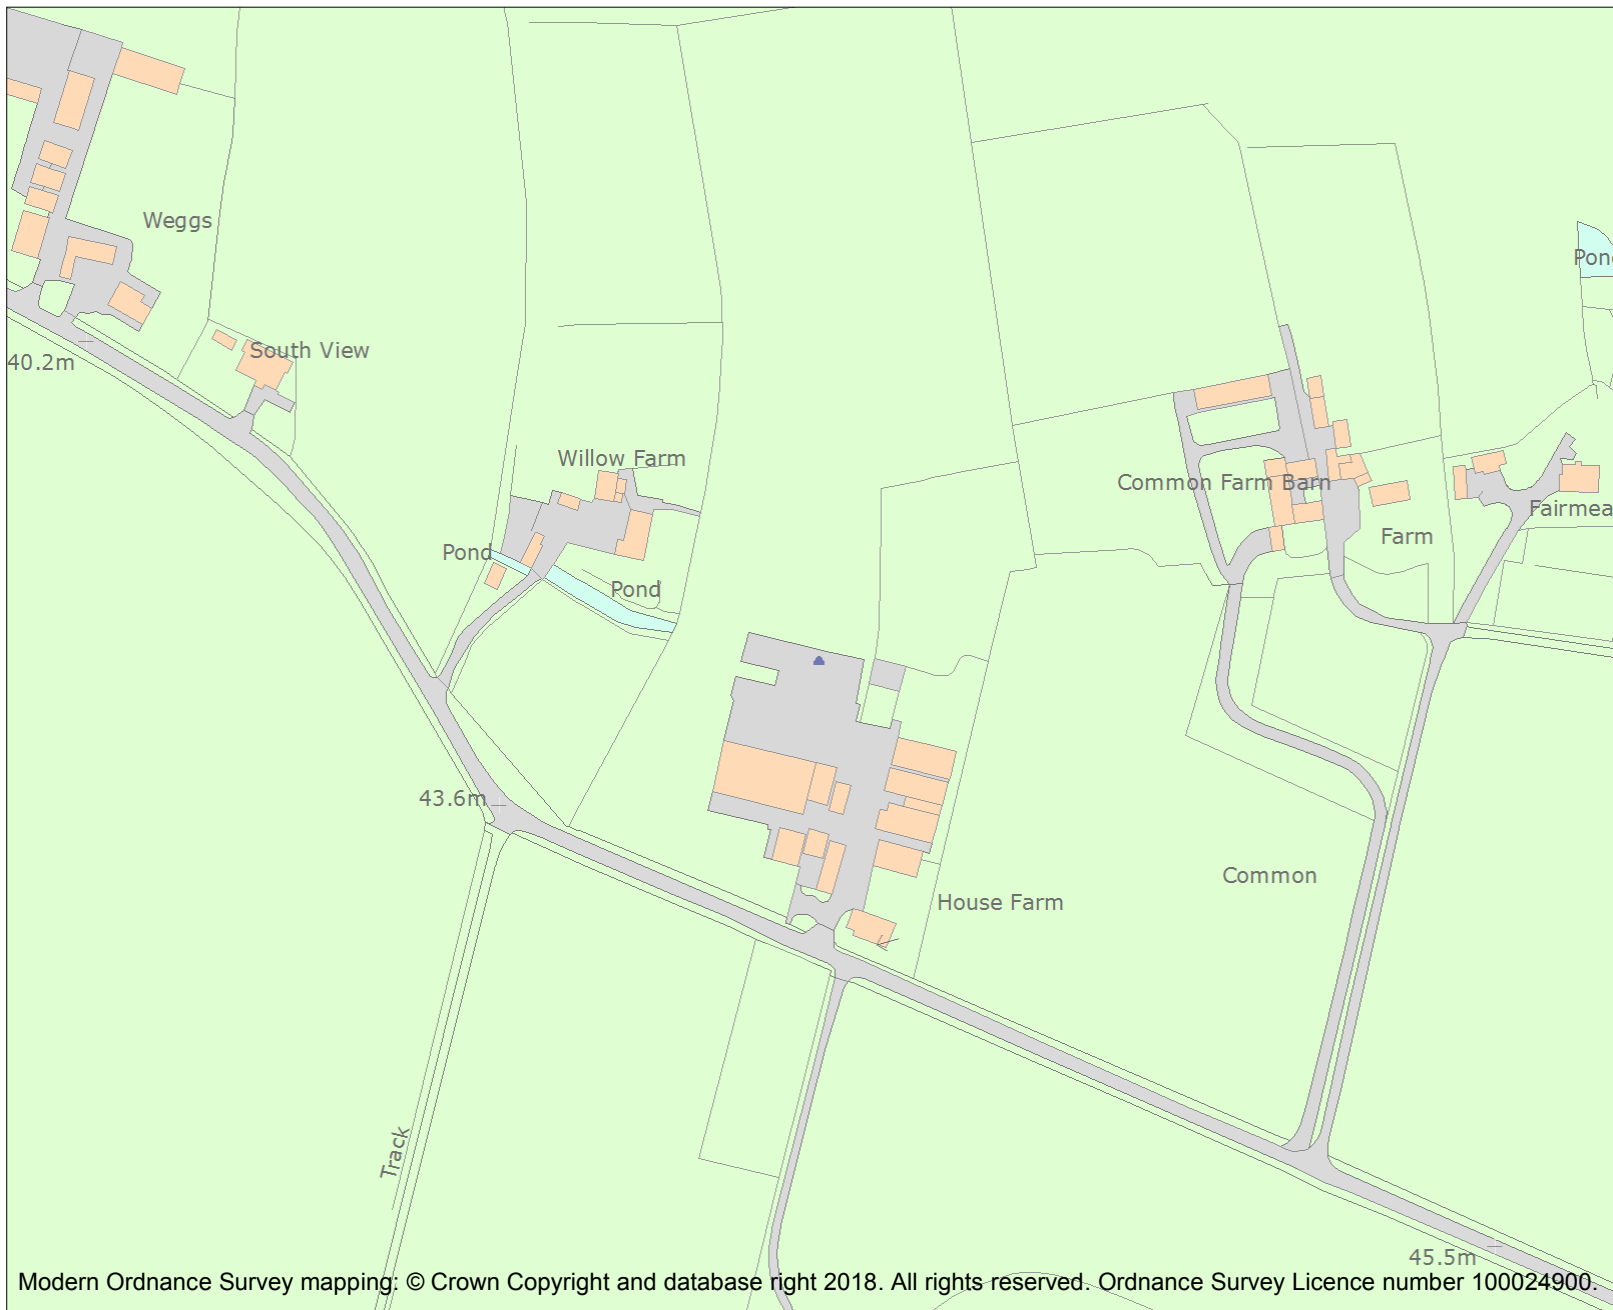 Weggs
Pon
40.2m
South View
Willow Farm
Common Farm Barn
Fairmea
Farm
Pond
Pond
43.6m
Common
House Farm
Track
45.5m
Modern Ordnance Survey mapping: © Crown Copyright and database right 2018. All rights reserved. Ordnance Survey Licence number 100024900.